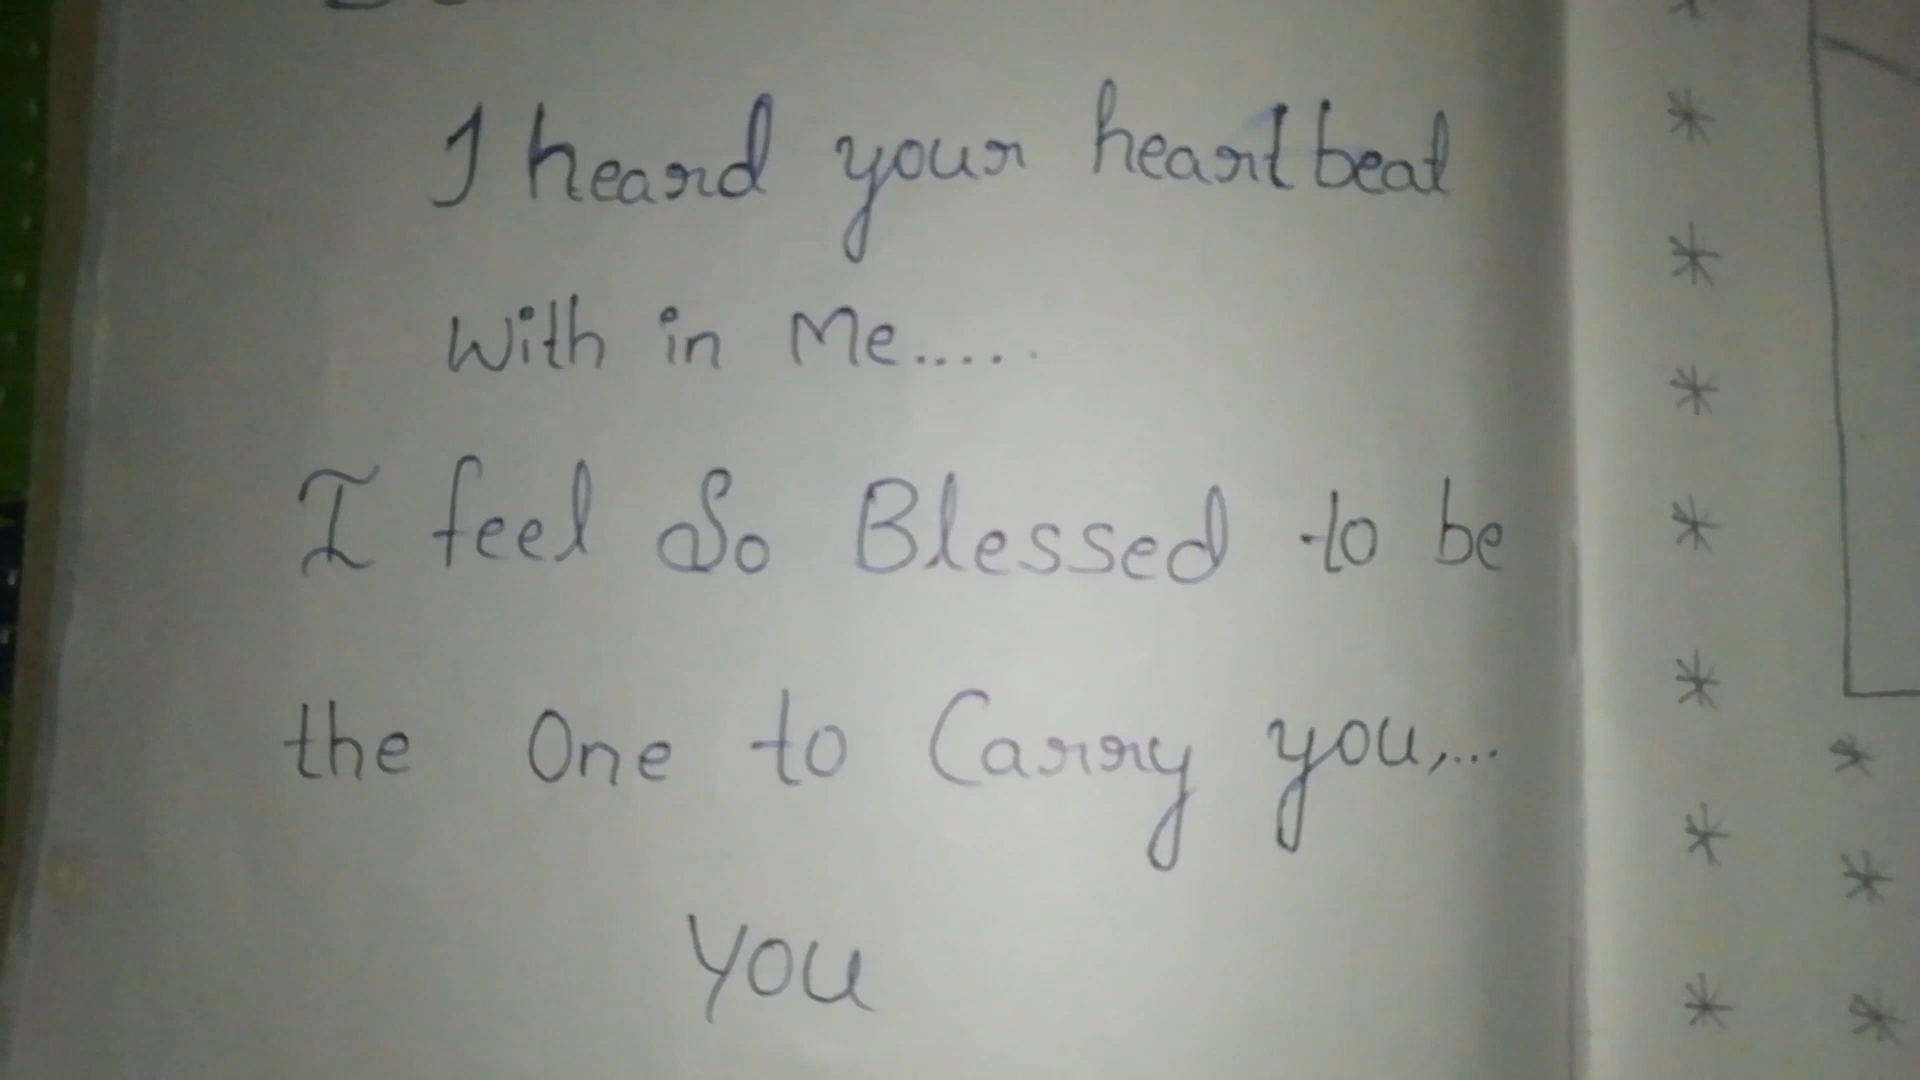 I heard your heartbeat
With in Me......
I feel So Blessed to be
the One to Carry you,...
YOU